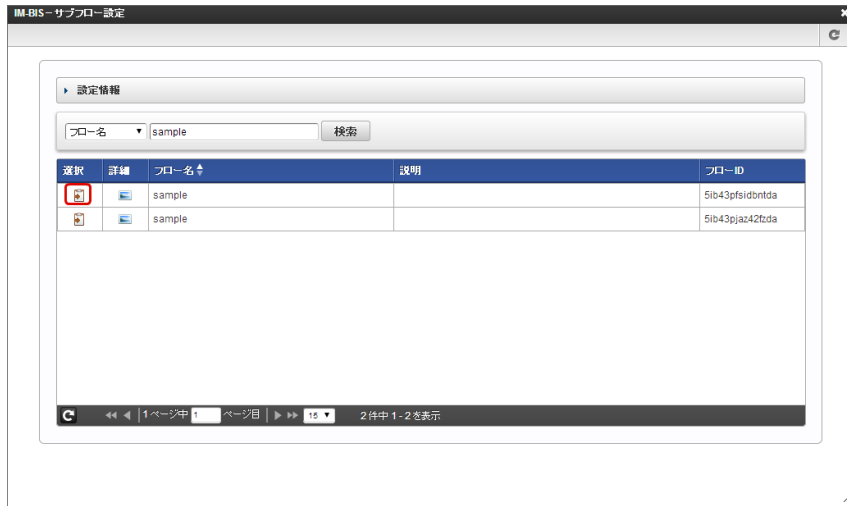 IM-BIS－サブフロー設定
設定情報
フロー名 sample 検索
選択 詳細 フロー名 説明 フローID
sample 5ib43pfsidbntda
sample 5ib43pjaz42fzda
1ページ中 1 ページ目 15 2件中 1 - 2 を表示